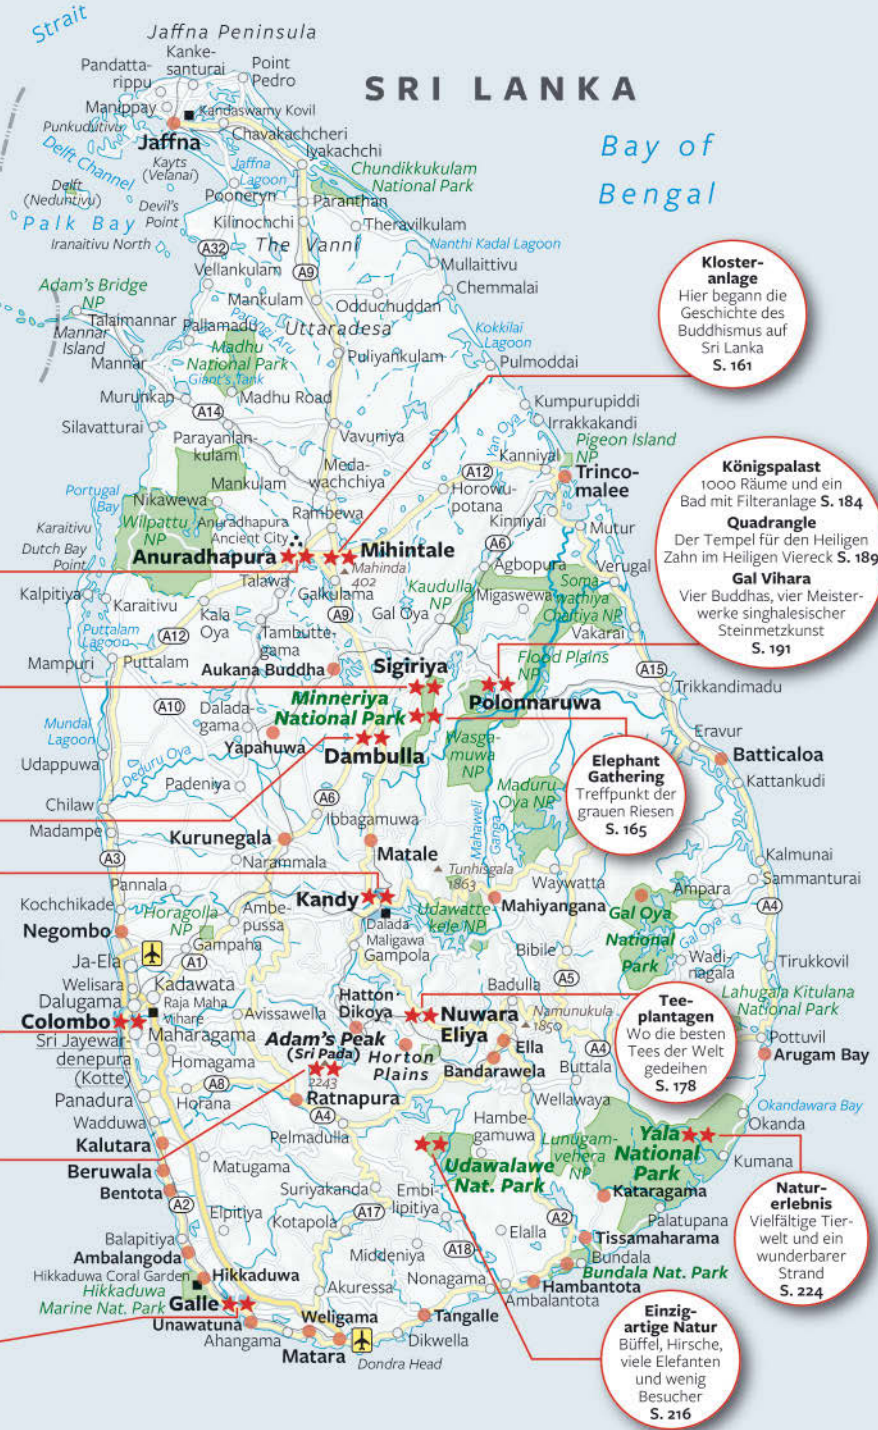 Strait
Jaffna Peninsula
Kanke-
santurai
Point
Pedro
Pandatta-
rippu
SRI LANKA
Manippay
Kandaswamy Kovil
Punkudutivu
Jaffna
Chavakachcheri
Bay of
Bengal
Delft Channel
Kayts
(Velanai)
Jaffna
Lagoon
Iyakachchi
Chundikkukulam
National Park
Delft
(Neduntivu)
Pooneryn
Paranthan
Devil's
Point
Palk Bay
Kilinochchi
Theravilkulam
Iranaitivu North
A32
The Vanni
Nanthi Kadal Lagoon
Vellankulam
A9
Mullaittivu
Adam's Bridge
NP
Chemmalai
Mankulam
Odduchuddan
Talaimannar
Pallamadu
Parangi Aru
Uttaradesa
Kokkilai
Lagoon
Mannar
Island
Madhu
National Park
Puliyankulam
Mannar
Giant's Tank
Pulmoddai
Murunkan
Madhu Road
Kumpurupiddi
A14
Silavatturai
Irrakkakandi
Vavuniya
Yan Oya
Pigeon Island
NP
Parayanlan-
kulam
Kanniyai
Meda-
wachchiya
A12
Trinco-
malee
Mankulam
Portugal
Bay
Horowu-
potana
Nikawewa
Rambewa
Kinniyai
Karaitivu
Wilpattu
NP
Anuradhapura
Ancient City
Mutur
Dutch Bay
Point
A6
Anuradhapura
Mihintale
Mahinda
402
Agbopura
Verugal
Talawa
Galkulama
Kaudulla
NP
Soma-
wathiya
Chaitiya NP
Kalpitiya
Karaitivu
Migaswewa
Kala
Oya
A9
Gal Oya
Puttalam
Lagoon
Tambutte-
gama
Vakarai
A12
Mampuri
Puttalam
Aukana Buddha
Sigiriya
Flood Plains
NP
A15
Trikkandimadu
A10
Dalada-
gama
Minneriya
National Park
Polonnaruwa
Mundal
Lagoon
Yapahuwa
Wasga-
muwa
NP
Eravur
Deduru Oya
Dambulla
Batticaloa
Udappuwa
Maduru
Oya NP
Kattankudi
Padeniya
A6
Chilaw
Ibbagamuwa
Mahaweli
Ganga
Madampe
Kurunegala
A3
Matale
Kalmunai
Narammala
Tunhisgala
1863
Sammanturai
Pannala
Waywatta
Ampara
Kochchikade
Kandy
Mahiyangana
A4
Horagolla
NP
Ambe-
pussa
Dalada
Maligawa
Udawatte-
kele NP
Gal Oya
National
Park
Gal Oya
Negombo
Gampaha
Gampola
Bibile
Wadi-
nagala
Ja-Ela
A1
Tirukkovil
A5
Welisara
Kadawata
Badulla
Dalugama
Raja Maha
Vihare
Hatton-
Dikoya
Lahugala Kitulana
National Park
Colombo
Avissawella
Nuwara
Eliya
Namunukula
1850
Maharagama
Sri Jayewar-
denepura
(Kotte)
Adam's Peak
(Sri Pada)
2243
Horton
Plains
Ella
A4
Pottuvil
Homagama
Bandarawela
Arugam Bay
Buttala
Panadura
A8
Horana
Ratnapura
Wellawaya
Okandawara Bay
Wadduwa
A4
Hambe-
gamuwa
Okanda
Kalutara
Pelmadulla
Lunugam-
vehera
NP
Yala
National
Park
Beruwala
Matugama
Udawalawe
Nat. Park
Kumana
Bentota
Suriyakanda
Embi-
lipitiya
Kataragama
A2
Elpitiya
A17
A2
Palatupana
Kotapola
Elalla
Balapitiya
Tissamaharama
Middeniya
A18
Ambalangoda
Bundala
Hikkaduwa Coral Garden
Hikkaduwa
Nonagama
Bundala Nat. Park
Hikkaduwa
Marine Nat. Park
Akuressa
Hambantota
Ambalantota
Galle
Weligama
Tangalle
Unawatuna
Ahangama
Dikwella
Matara
Dondra Head
Kloster-
anlage
Hier begann die
Geschichte des
Buddhismus auf
Sri Lanka
S. 161
Königspalast
1000 Räume und ein
Bad mit Filteranlage S. 184
Quadrangle
Der Tempel für den Heiligen
Zahn im Heiligen Viereck S. 189
Gal Vihara
Vier Buddhas, vier Meister-
werke singhalesischer
Steinmetzkunst
S. 191
Elephant
Gathering
Treffpunkt der
grauen Riesen
S. 165
Tee-
plantagen
Wo die besten
Tees der Welt
gedeihen
S. 178
Natur-
erlebnis
Vielfältige Tier-
welt und ein
wunderbarer
Strand
S. 224
Einzig-
artige Natur
Büffel, Hirsche,
viele Elefanten
und wenig
Besucher
S. 216